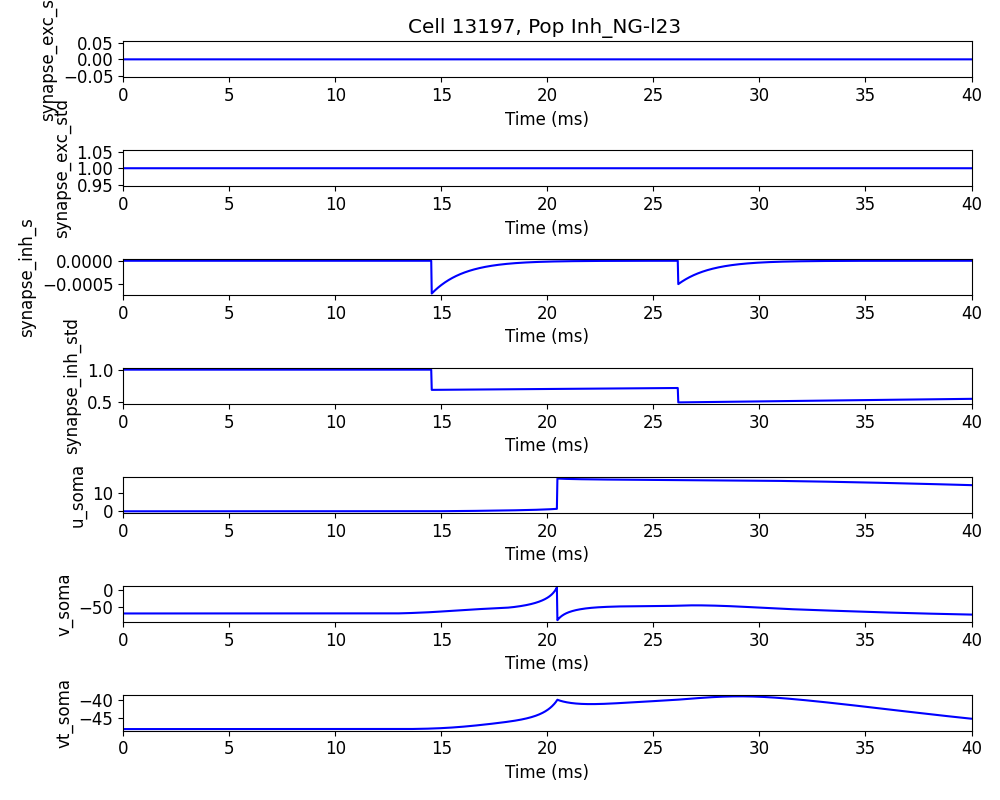 Cell 13197, Pop Inh_NG-l23
synapse_exc_s
0.05
0.00
−0.05
0 5 10 15 20 25 30 35 40
Time (ms)
synapse_exc_std
1.05
1.00
0.95
0 5 10 15 20 25 30 35 40
Time (ms)
synapse_inh_s
0.0000
−0.0005
0 5 10 15 20 25 30 35 40
Time (ms)
synapse_inh_std
1.0
0.5
0 5 10 15 20 25 30 35 40
Time (ms)
u_soma
10
0
0 5 10 15 20 25 30 35 40
Time (ms)
v_soma
0
−50
0 5 10 15 20 25 30 35 40
Time (ms)
vt_soma
−40
−45
0 5 10 15 20 25 30 35 40
Time (ms)